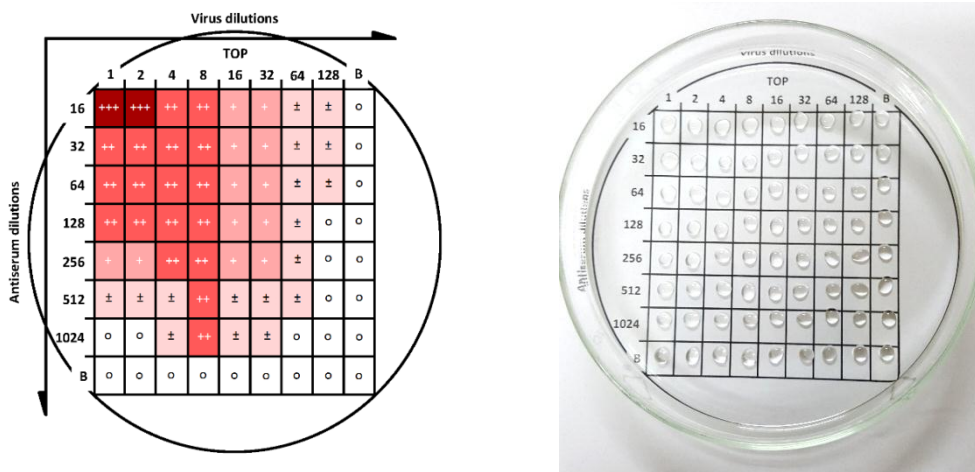 Virus dilutions
TOP
1 2 4 8 16 32 64 128 B
Antiserum dilutions
16 +++ +++ ++ ++ + + ± ± o
32 ++ ++ ++ ++ + + ± ± o
64 ++ ++ ++ ++ + + ± ± o
128 ++ ++ ++ ++ + + ± o o
256 + + ++ ++ + + ± o o
512 ± ± ± ++ ± ± ± o o
1024 o o ± ++ ± ± o o o
B o o o o o o o o o
Virus dilutions
TOP
1 2 4 8 16 32 64 128 B
Antiserum dilutions
16
32
64
128
256
512
1024
B